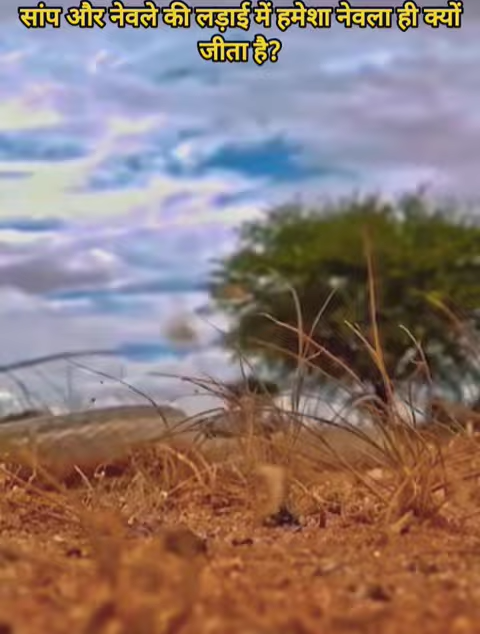 सांप और नेवले की लड़ाई में हमेशा नेवला ही क्यों
जीता है?